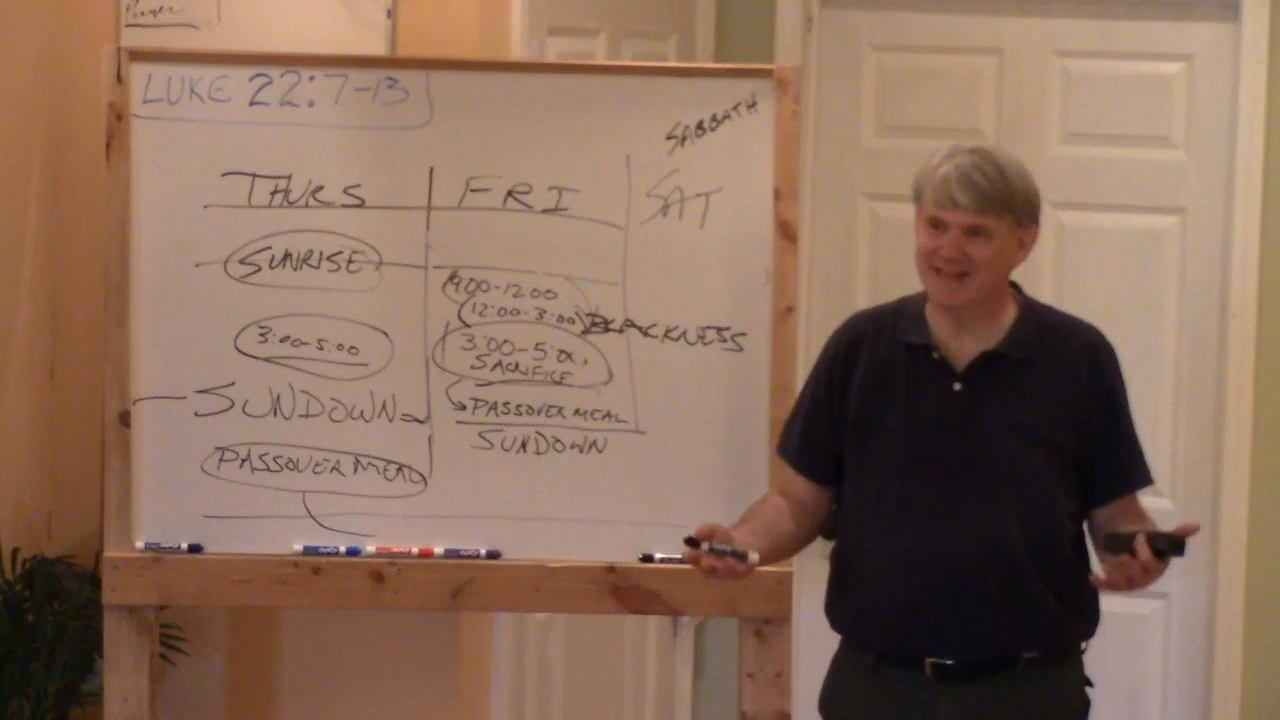 LUKE 22:7-13
SABBATH
THURS
FRI
SAT
SUNRISE
9:00-12:00
12:00-3:00
BLACKNESS
3:00-5:00
3:00-5:00
SACRIFICE
SUNDOWN
PASSOVER MEAL
SUNDOWN
PASSOVER MEAL